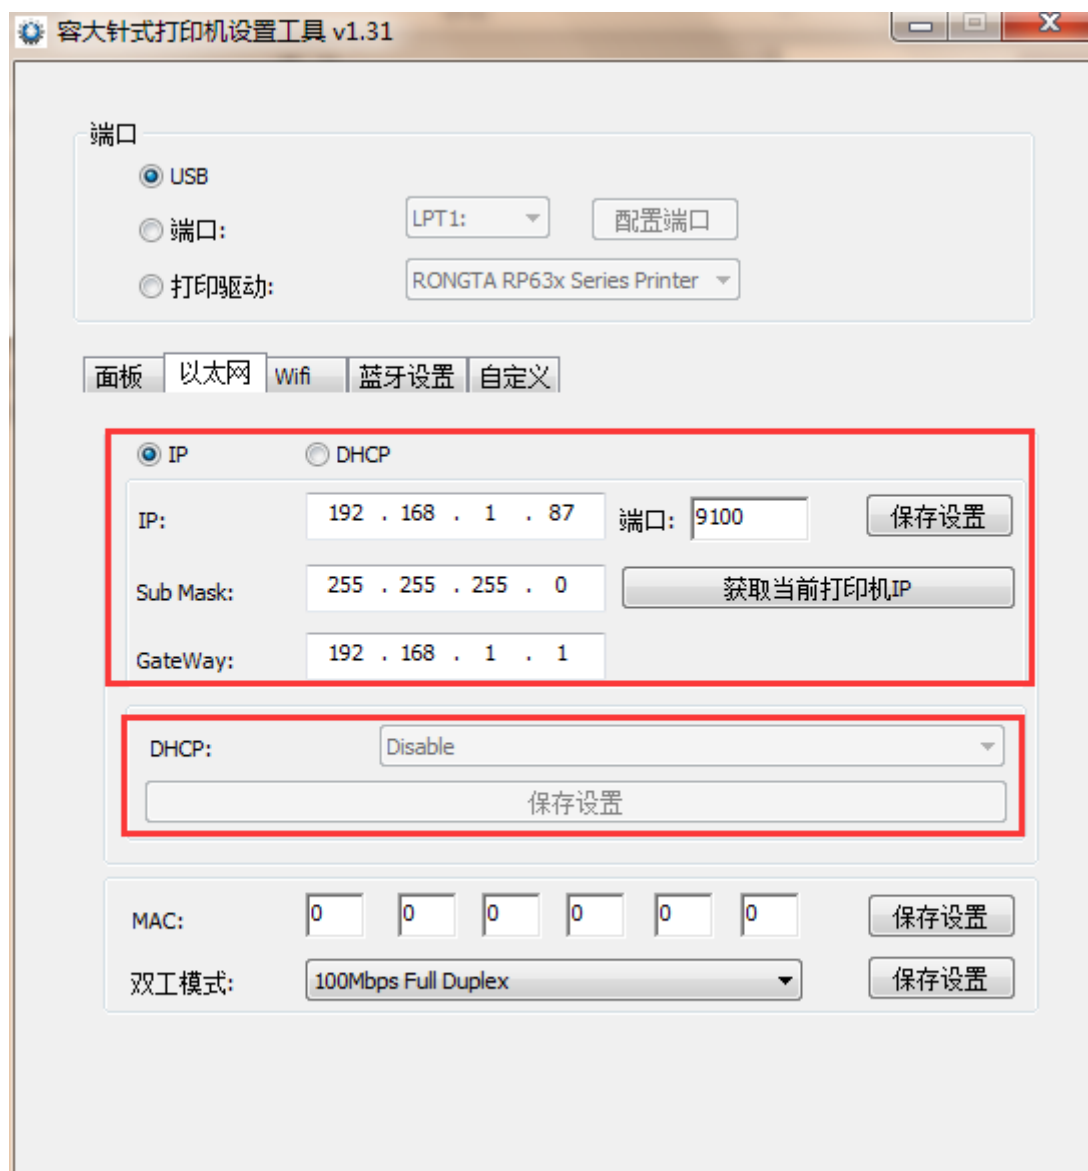 容大针式打印机设置工具 v1.31
端口
USB
端口: LPT1: 配置端口
打印驱动: RONGTA RP63x Series Printer
面板 以太网 Wifi 蓝牙设置 自定义
IP DHCP
IP: 192 . 168 . 1 . 87 端口: 9100 保存设置
Sub Mask: 255 . 255 . 255 . 0 获取当前打印机IP
GateWay: 192 . 168 . 1 . 1
DHCP: Disable
保存设置
MAC: 0 0 0 0 0 0 保存设置
双工模式: 100Mbps Full Duplex 保存设置